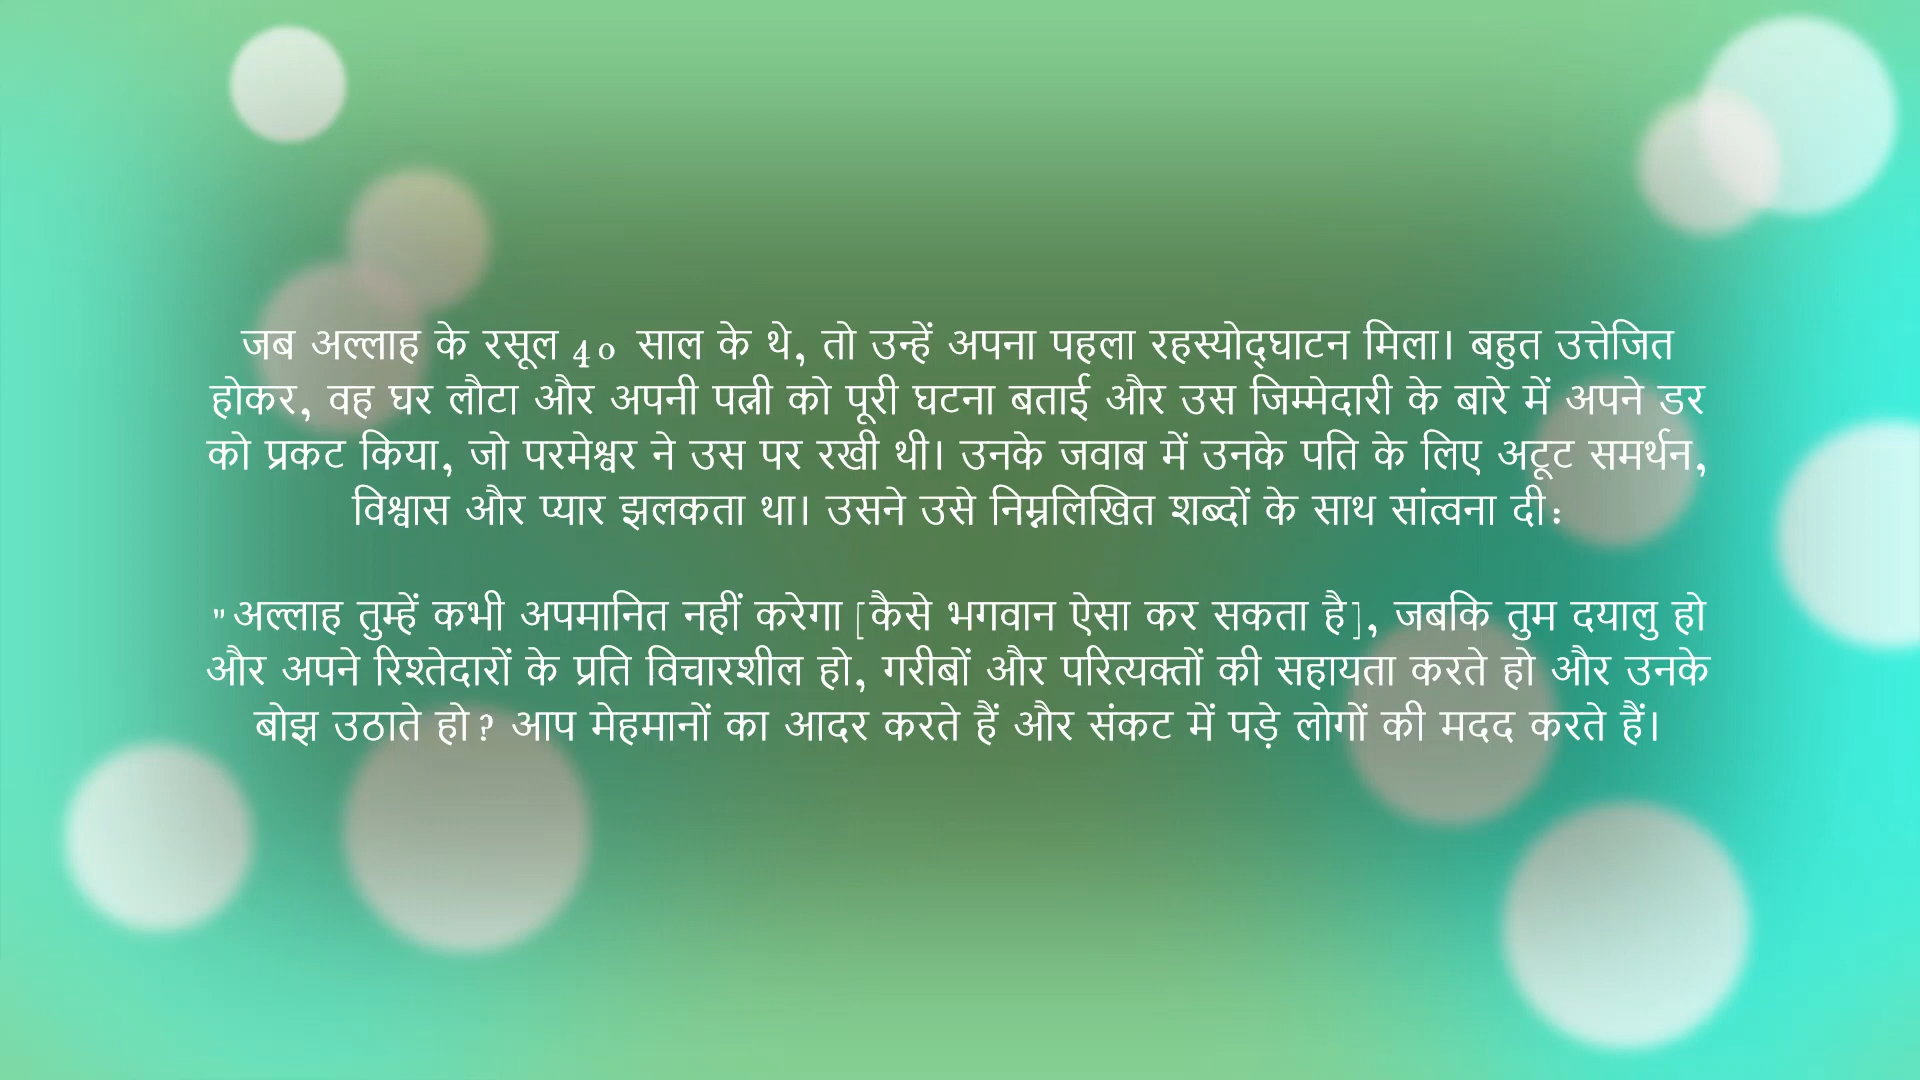 जब अल्लाह के रसूल 40 साल के थे, तो उन्हें अपना पहला रहस्योद्घाटन मिला। बहुत उत्तेजित
होकर, वह घर लौटा और अपनी पत्नी को पूरी घटना बताई और उस जिम्मेदारी के बारे में अपने डर
को प्रकट किया, जो परमेश्वर ने उस पर रखी थी। उनके जवाब में उनके पति के लिए अटूट समर्थन,
विश्वास और प्यार झलकता था। उसने उसे निम्नलिखित शब्दों के साथ सांत्वना दी:
"अल्लाह तुम्हें कभी अपमानित नहीं करेगा [कैसे भगवान ऐसा कर सकता है], जबकि तुम दयालु हो
और अपने रिश्तेदारों के प्रति विचारशील हो, गरीबों और परित्यक्तों की सहायता करते हो और उनके
बोझ उठाते हो? आप मेहमानों का आदर करते हैं और संकट में पड़े लोगों की मदद करते हैं।